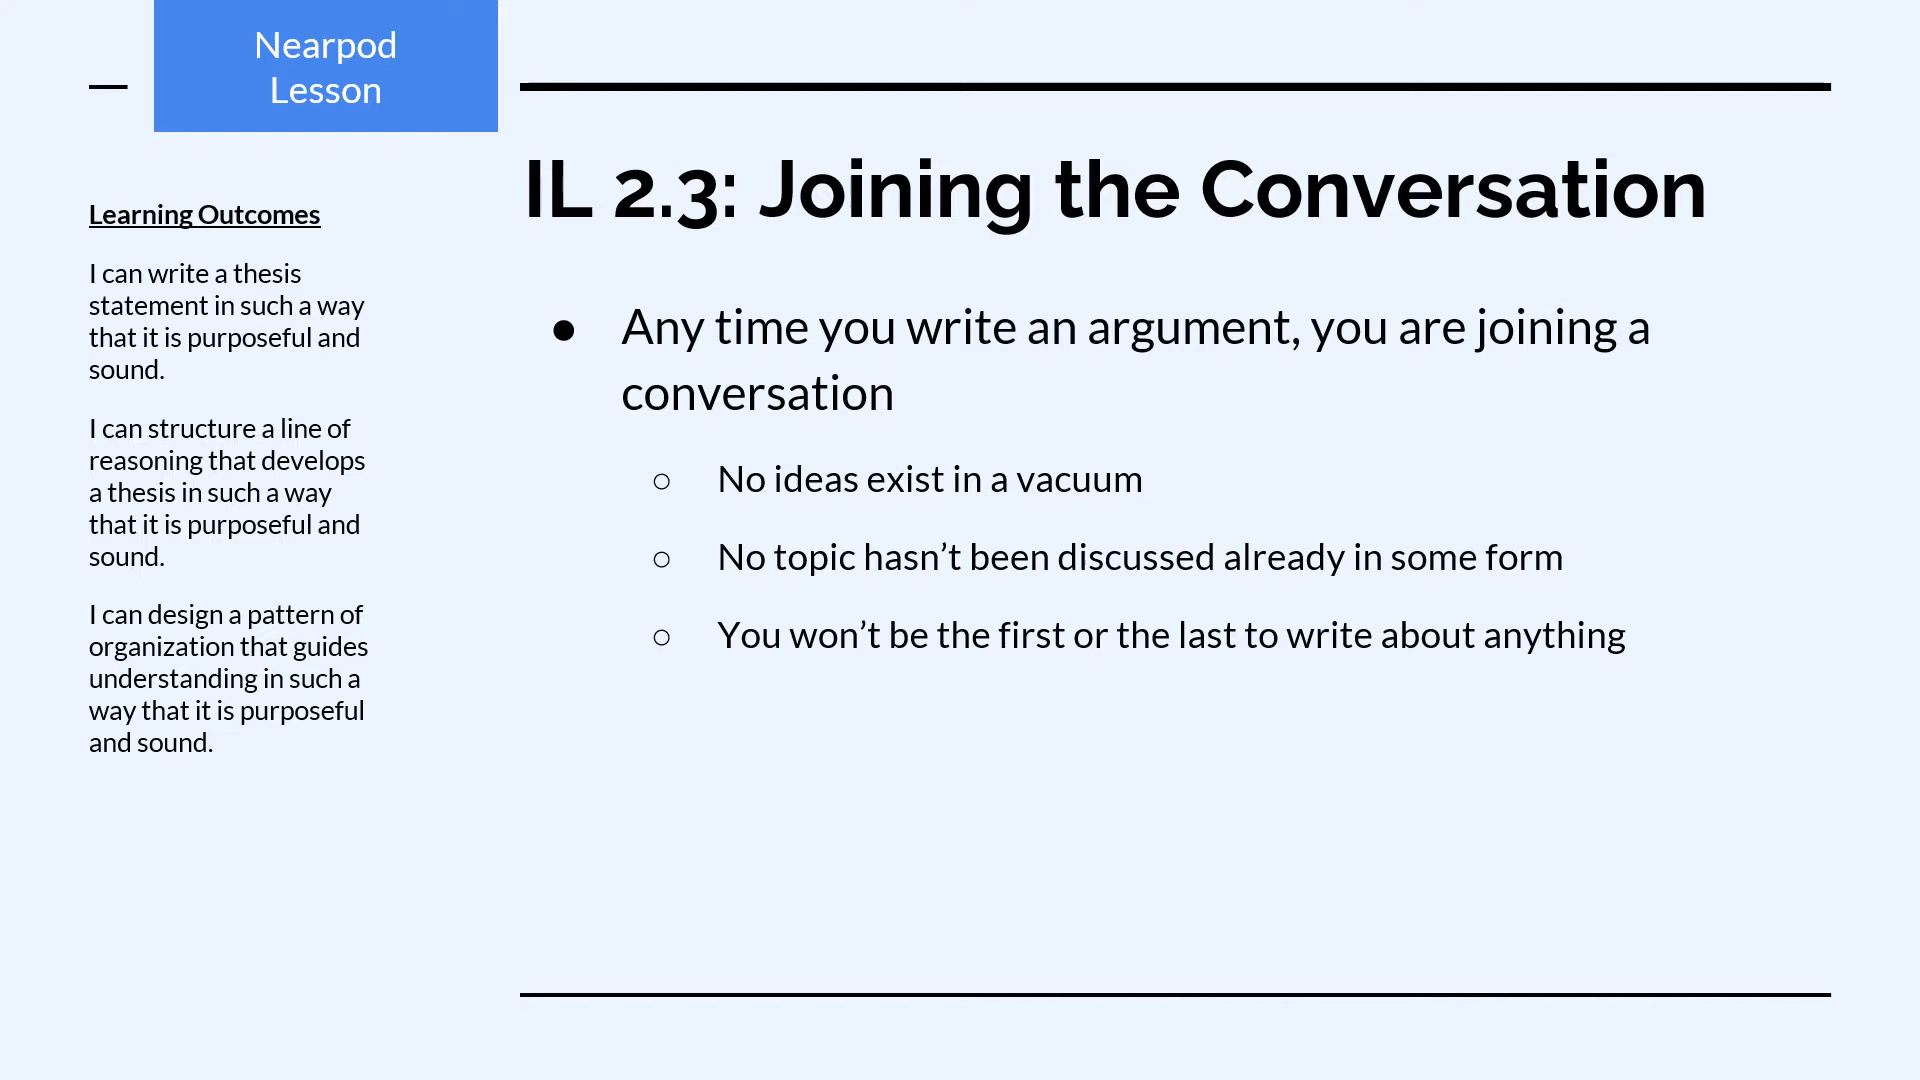 Nearpod
Lesson
Learning Outcomes
I can write a thesis
statement in such a way
that it is purposeful and
sound.
I can structure a line of
reasoning that develops
a thesis in such a way
that it is purposeful and
sound.
I can design a pattern of
organization that guides
understanding in such a
way that it is purposeful
and sound.
IL 2.3: Joining the Conversation
● Any time you write an argument, you are joining a
conversation
○ No ideas exist in a vacuum
○ No topic hasn’t been discussed already in some form
○ You won’t be the first or the last to write about anything